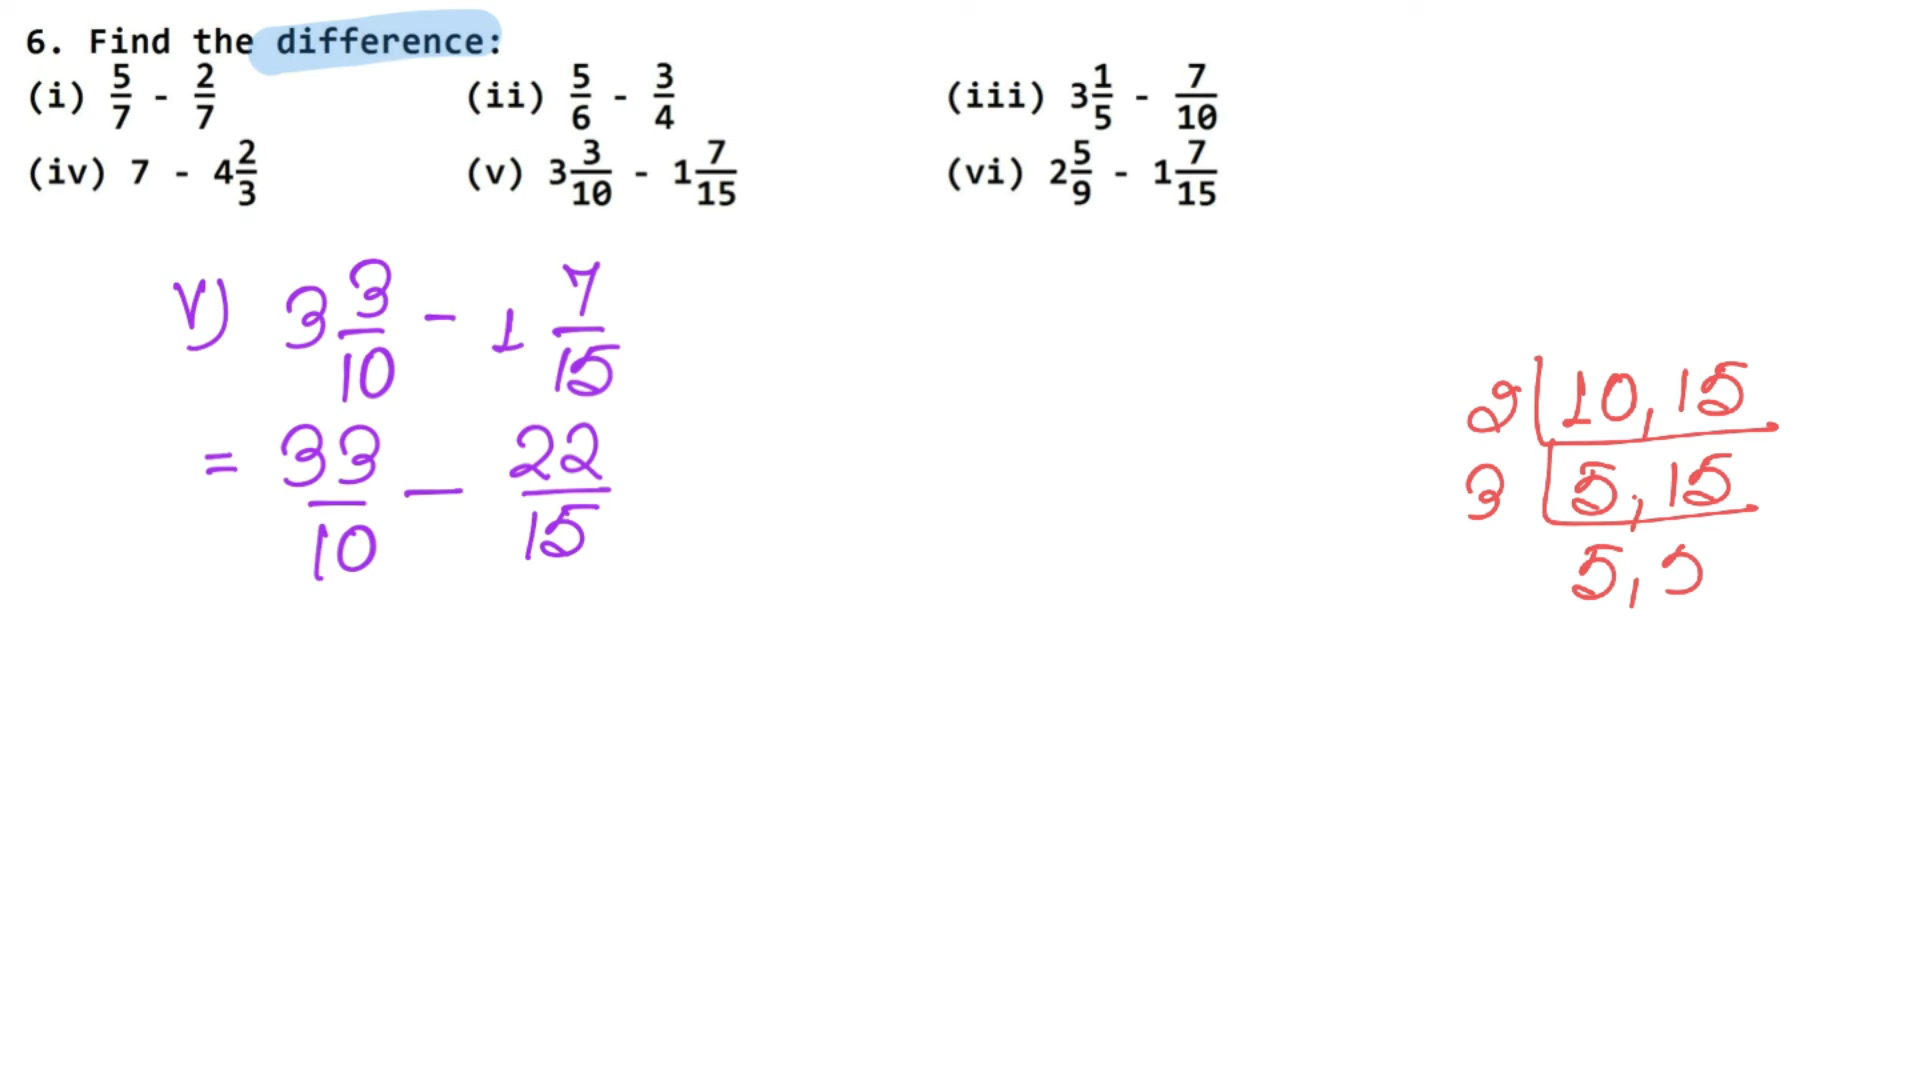 6. Find the difference:
(i) 5/7 - 2/7 (ii) 5/6 - 3/4 (iii) 3 1/5 - 7/10
(iv) 7 - 4 2/3 (v) 3 3/10 - 1 7/15 (vi) 2 5/9 - 1 7/15
V) 3 3/10 - 1 7/15
= 33/10 - 22/15
2 | 10, 15
3 | 5, 15
5, 5